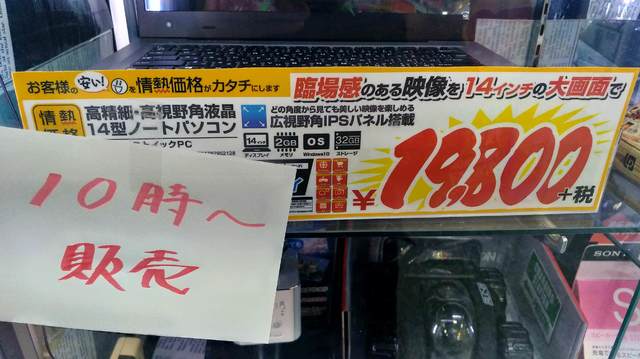 お客様の安い!を情熱価格がカタチにします
臨場感のある映像を14インチの大画面で
情熱
価格
高精細・高視野角液晶
14型ノートパソコン
どの角度から見ても美しい映像を楽しめる
広視野角IPSパネル搭載
14インチ
ディスプレイ
2GB
メモリ
OS
Windows10
32GB
ストレージ
¥19,800+税
10時〜
販売
SONY